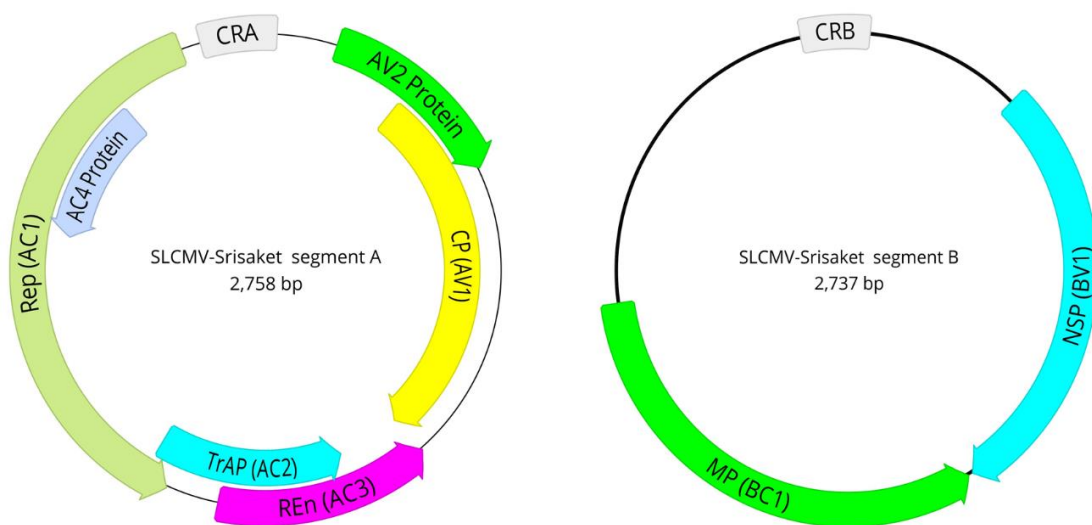 CRA
AV2 Protein
AC4 Protein
Rep (AC1)
CP (AV1)
SLCMV-Srisaket segment A
2,758 bp
TrAP (AC2)
REn (AC3)
CRB
NSP (BV1)
SLCMV-Srisaket segment B
2,737 bp
MP (BC1)